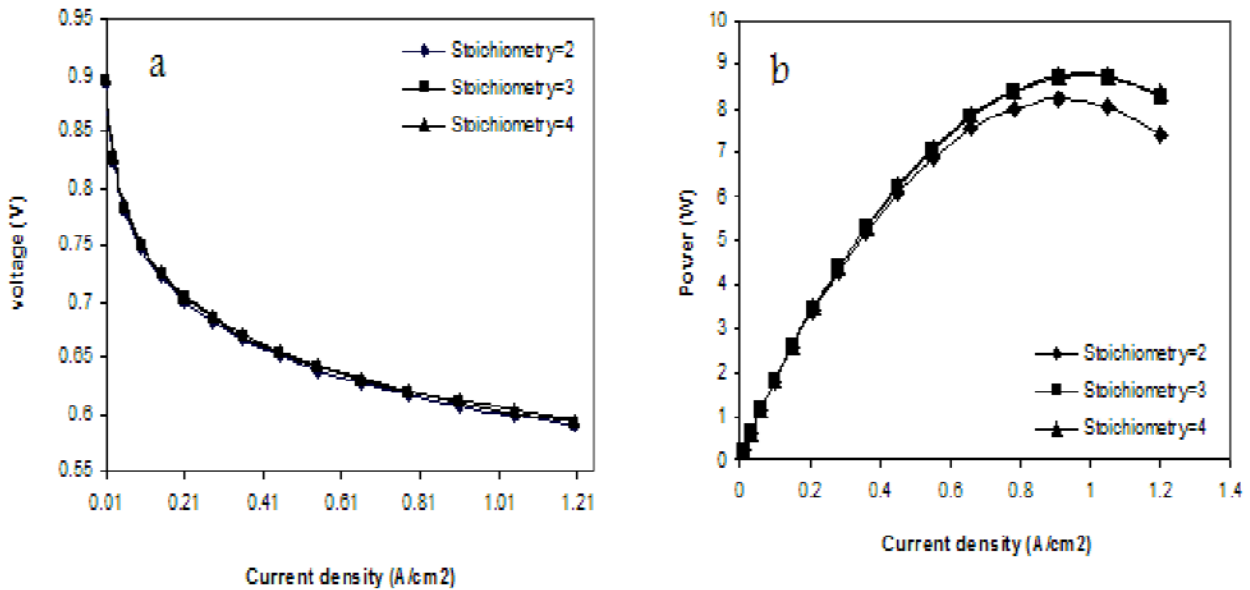 a
Stoichiometry=2
Stoichiometry=3
Stoichiometry=4
0.95
0.9
0.85
0.8
0.75
0.7
0.65
0.6
0.55
voltage (V)
0.01 0.21 0.41 0.61 0.81 1.01 1.21
Current density (A/cm2)
b
10
9
8
7
6
5
4
3
2
1
0
Power (W)
Stoichiometry=2
Stoichiometry=3
Stoichiometry=4
0 0.2 0.4 0.6 0.8 1 1.2 1.4
Current density (A/cm2)